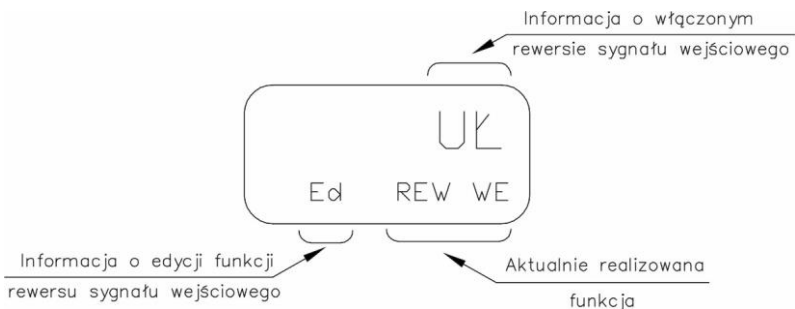 Informacja o włączonym
rewersie sygnału wejściowego
UŁ
Ed REW WE
Informacja o edycji funkcji
rewersu sygnału wejściowego
Aktualnie realizowana
funkcja